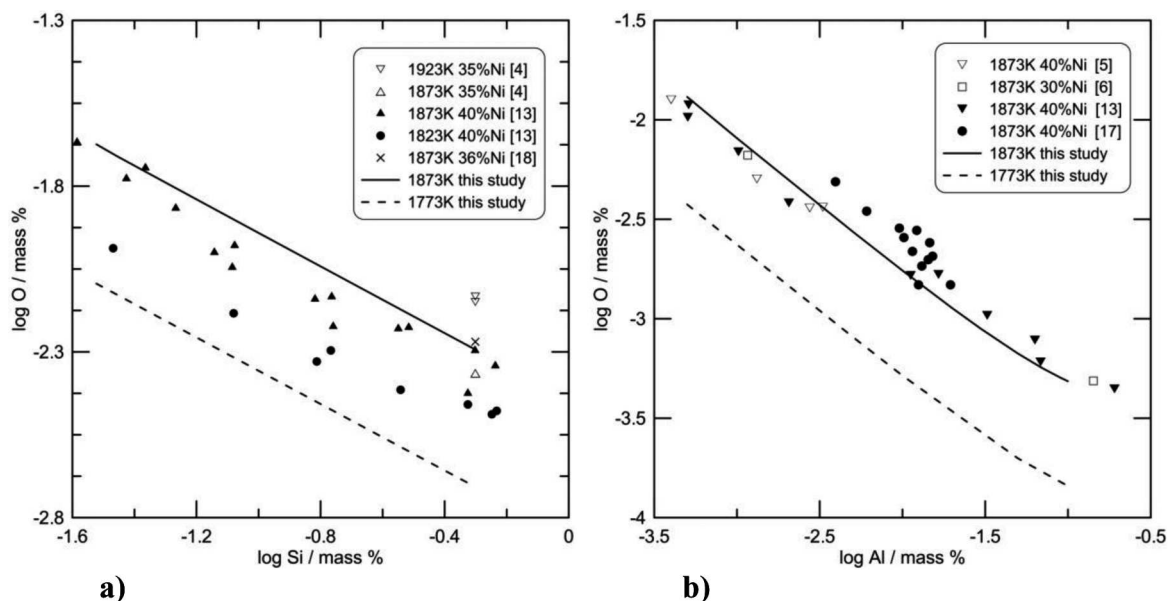 -1.3
-1.8
-2.3
-2.8
log O / mass %
-1.6
-1.2
-0.8
-0.4
0
log Si / mass %
1923K 35%Ni [4]
1873K 35%Ni [4]
1873K 40%Ni [13]
1823K 40%Ni [13]
1873K 36%Ni [18]
1873K this study
1773K this study
a)
-1.5
-2
-2.5
-3
-3.5
-4
log O / mass %
-3.5
-2.5
-1.5
-0.5
log Al / mass %
1873K 40%Ni [5]
1873K 30%Ni [6]
1873K 40%Ni [13]
1873K 40%Ni [17]
1873K this study
1773K this study
b)